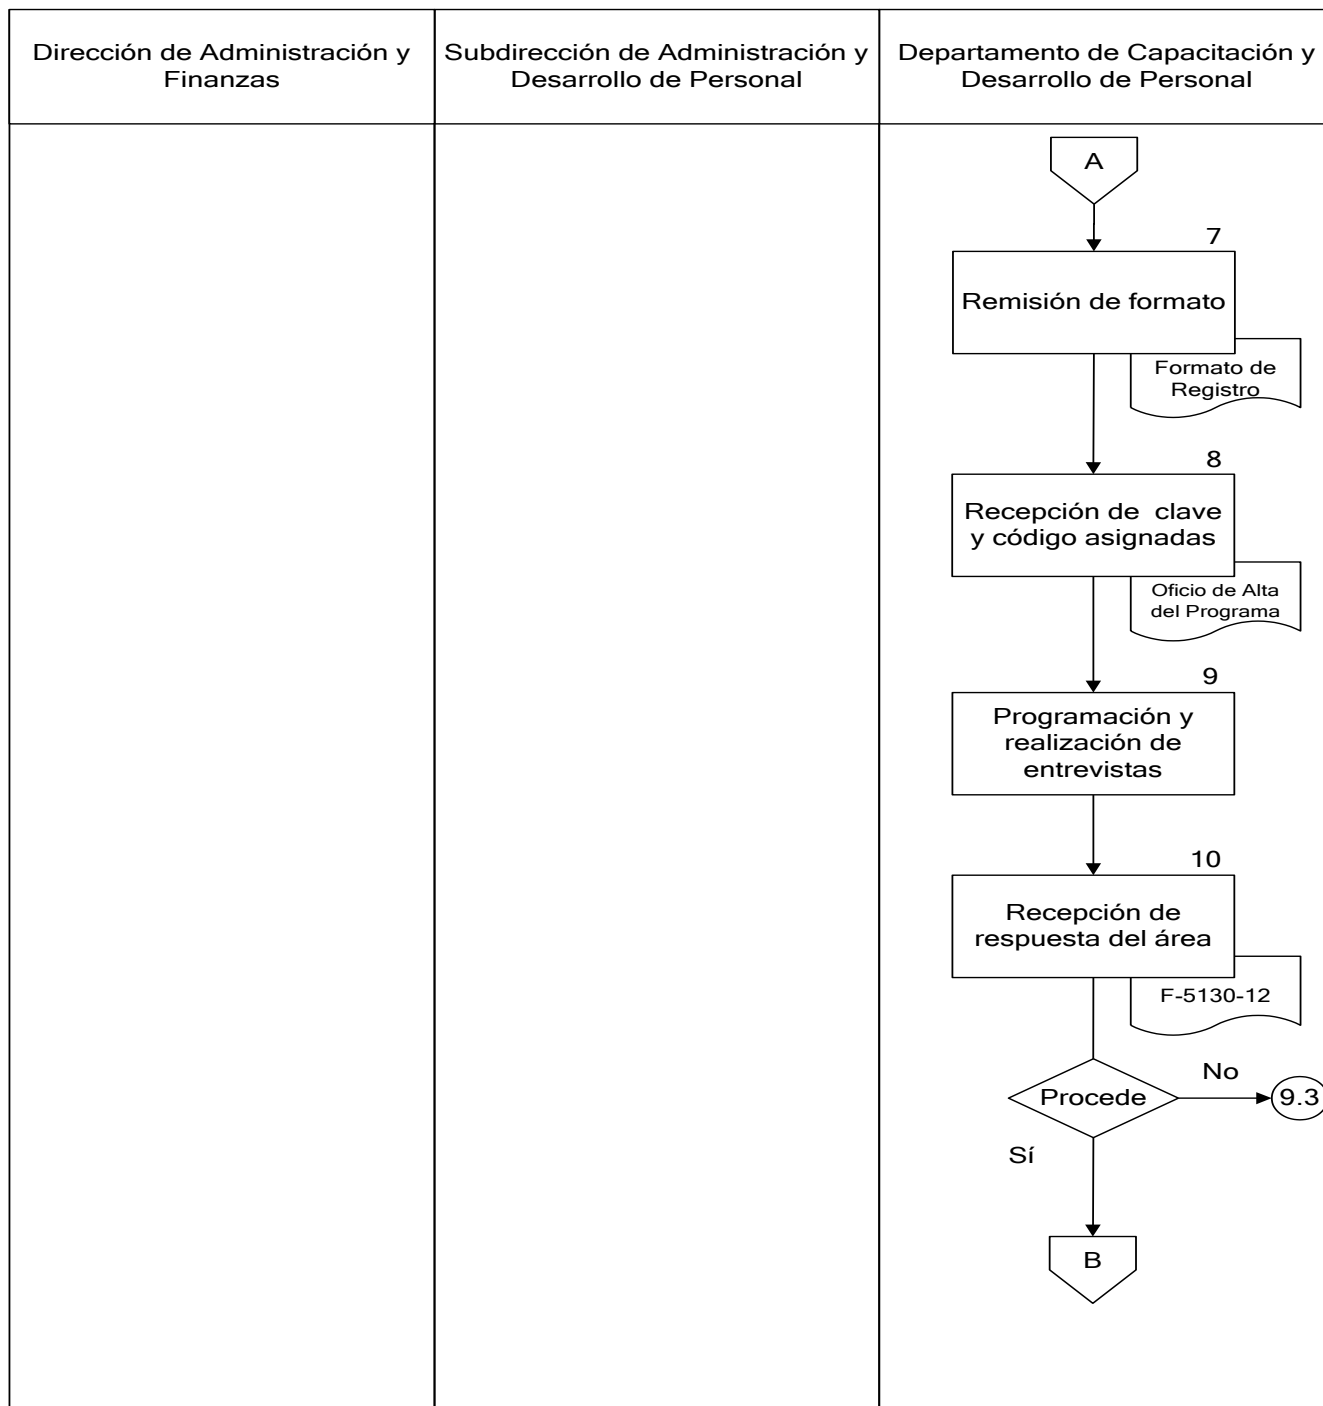 Dirección de Administración y
Finanzas
Subdirección de Administración y
Desarrollo de Personal
Departamento de Capacitación y
Desarrollo de Personal
A
7
Remisión de formato
Formato de
Registro
8
Recepción de  clave
y código asignadas
Oficio de Alta
del Programa
9
Programación y
realización de
entrevistas
10
Recepción de
respuesta del área
F-5130-12
Procede
No
9.3
Sí
B